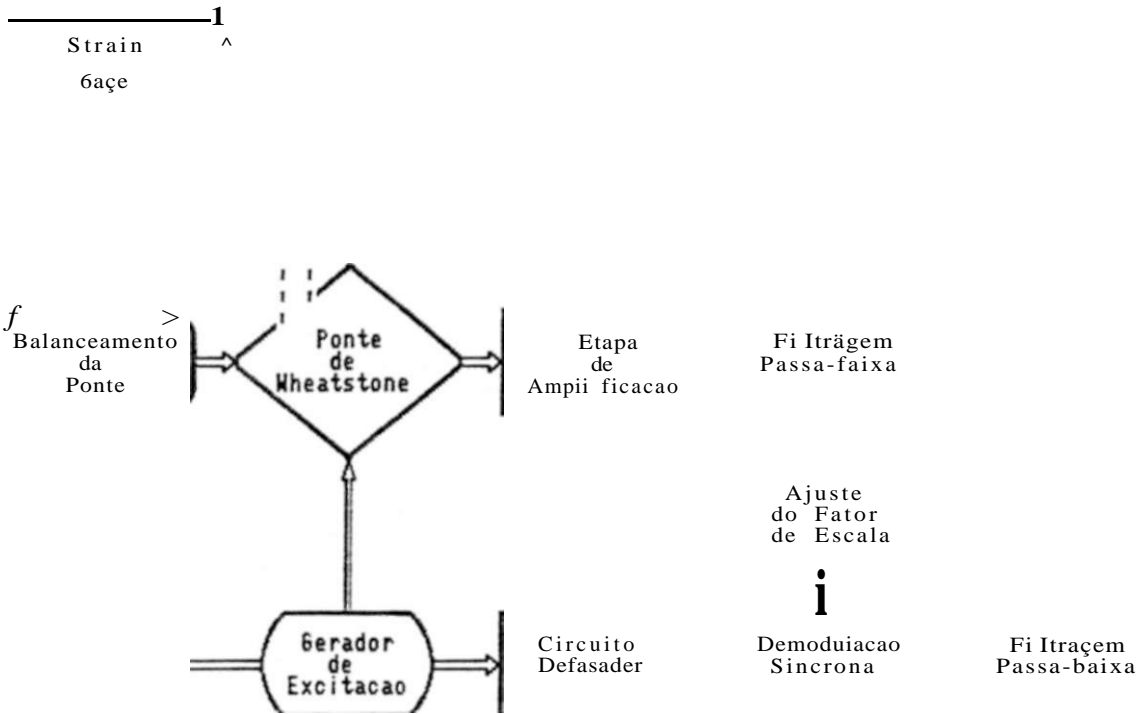 1
Strain ^
6açe
f >
Balanceamento
da
Ponte
Ponte
de
Wheatstone
Etapa
de
Ampii ficacao
Fi Iträgem
Passa-faixa
Ajuste
do Fator
de Escala
i
Gerador
de
Excitacao
Circuito
Defasader
Demoduiacao
Sincrona
Fi Itraçem
Passa-baixa